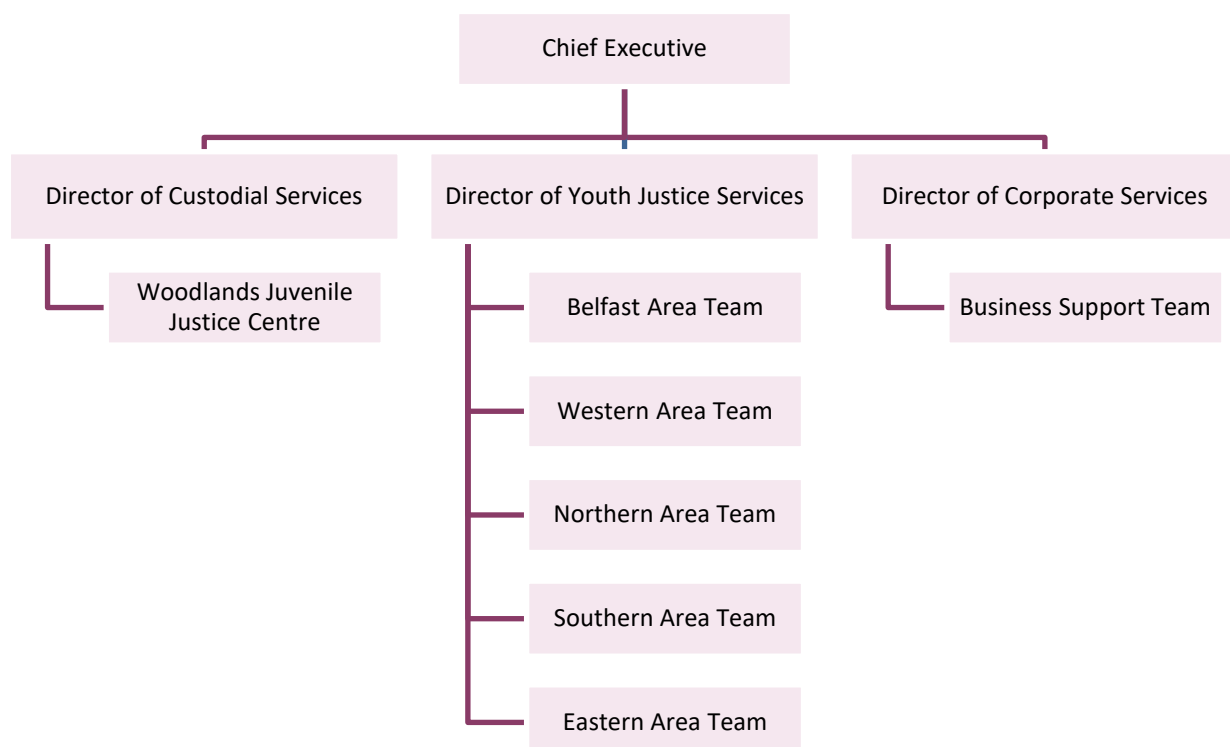 Chief Executive
Director of Custodial Services
Director of Youth Justice Services
Director of Corporate Services
Woodlands Juvenile
Justice Centre
Belfast Area Team
Business Support Team
Western Area Team
Northern Area Team
Southern Area Team
Eastern Area Team